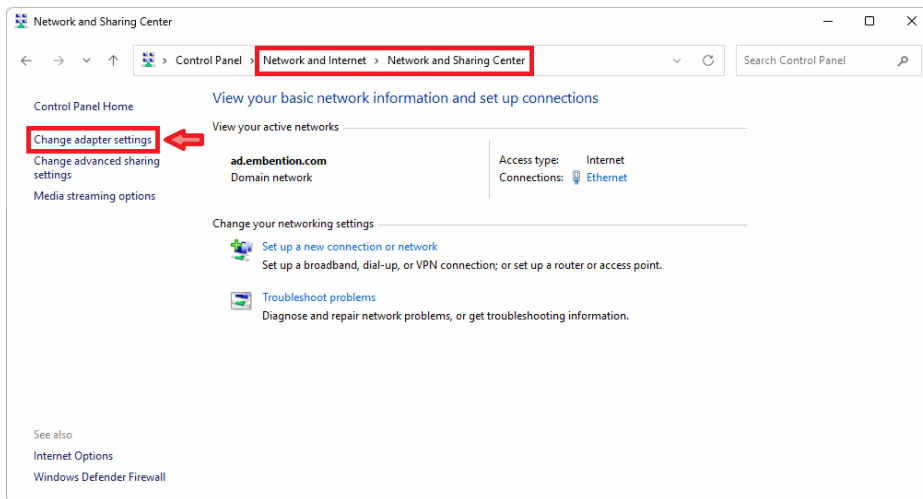 Network and Sharing Center
Control Panel > Network and Internet > Network and Sharing Center
Search Control Panel
Control Panel Home
Change adapter settings
Change advanced sharing
settings
Media streaming options
View your basic network information and set up connections
View your active networks
ad.embention.com
Domain network
Access type: Internet
Connections: Ethernet
Change your networking settings
Set up a new connection or network
Set up a broadband, dial-up, or VPN connection; or set up a router or access point.
Troubleshoot problems
Diagnose and repair network problems, or get troubleshooting information.
See also
Internet Options
Windows Defender Firewall